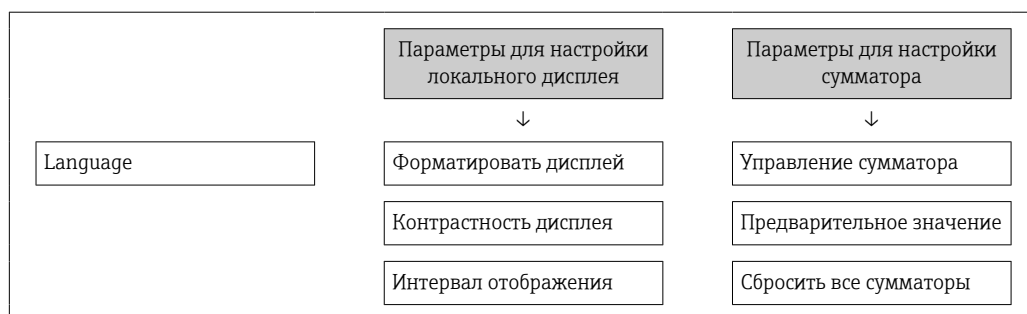 Параметры для настройки
локального дисплея
Параметры для настройки
сумматора
↓
↓
Language
Форматировать дисплей
Управление сумматора
Контрастность дисплея
Предварительное значение
Интервал отображения
Сбросить все сумматоры